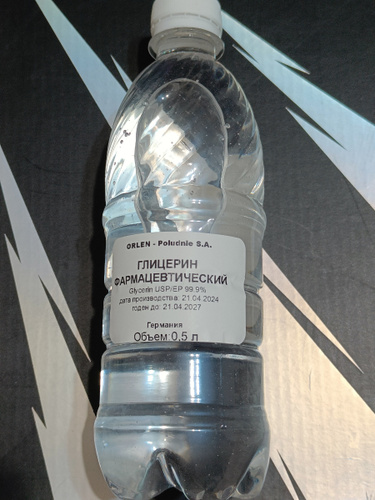 ORLEN - Południe S.A.
ГЛИЦЕРИН
ФАРМАЦЕВТИЧЕСКИЙ
Glycerin USP/EP 99.9%
дата производства: 21.04.2024
годен до: 21.04.2027
Германия
Объем:0,5 л